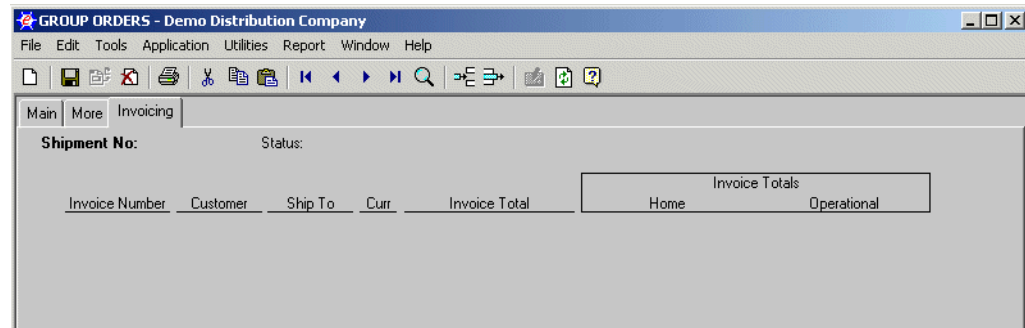 GROUP ORDERS - Demo Distribution Company
File Edit Tools Application Utilities Report Window Help
Main More Invoicing
Shipment No: Status:
Invoice Totals
Invoice Number Customer Ship To Curr Invoice Total Home Operational